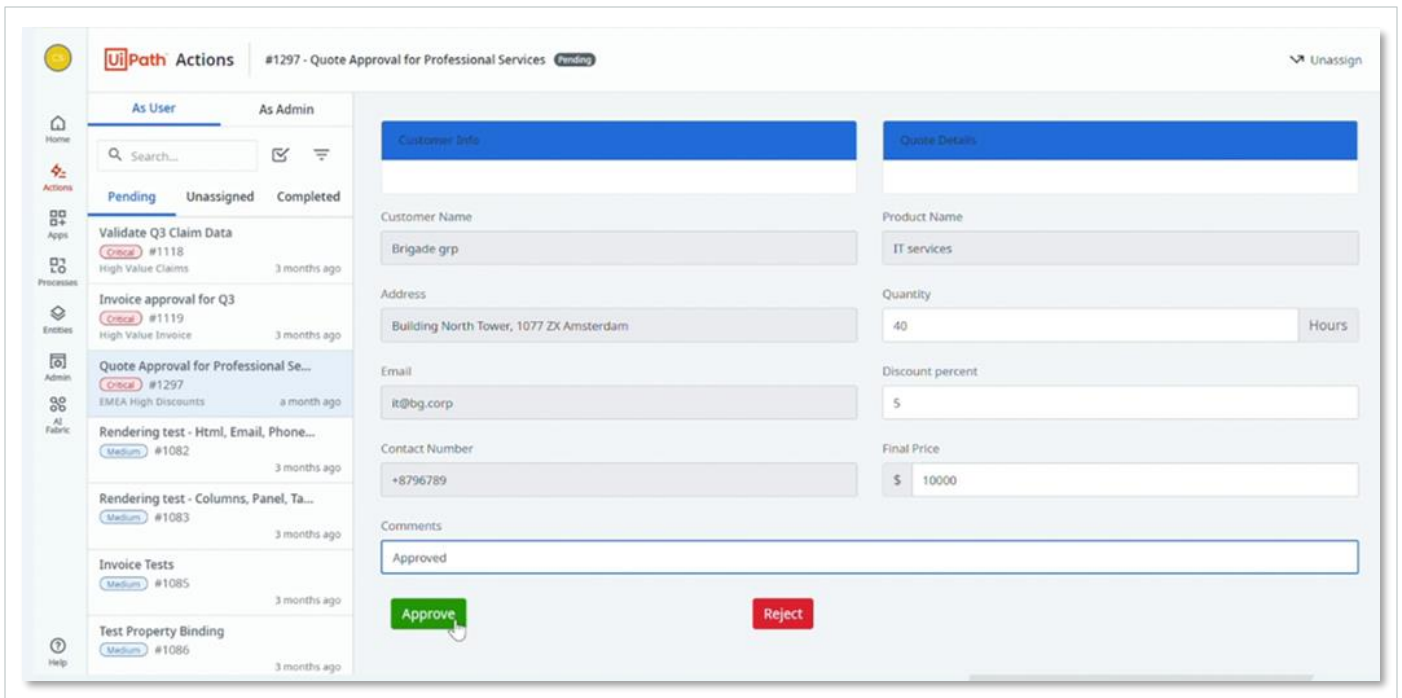 CS
UiPath Actions
#1297 - Quote Approval for Professional Services Pending
Unassign
Home
Actions
Apps
Processes
Entities
Admin
AI
Fabric
Help
As User As Admin
Search...
Pending Unassigned Completed
Validate Q3 Claim Data
Critical #1118
High Value Claims 3 months ago
Invoice approval for Q3
Critical #1119
High Value Invoice 3 months ago
Quote Approval for Professional Se...
Critical #1297
EMEA High Discounts a month ago
Rendering test - Html, Email, Phone...
Medium #1082
3 months ago
Rendering test - Columns, Panel, Ta...
Medium #1083
3 months ago
Invoice Tests
Medium #1085
3 months ago
Test Property Binding
Medium #1086
3 months ago
Customer Info
Customer Name
Brigade grp
Address
Building North Tower, 1077 ZX Amsterdam
Email
it@bg.corp
Contact Number
+8796789
Quote Details
Product Name
IT services
Quantity
40 Hours
Discount percent
5
Final Price
$ 10000
Comments
Approved
Approve Reject